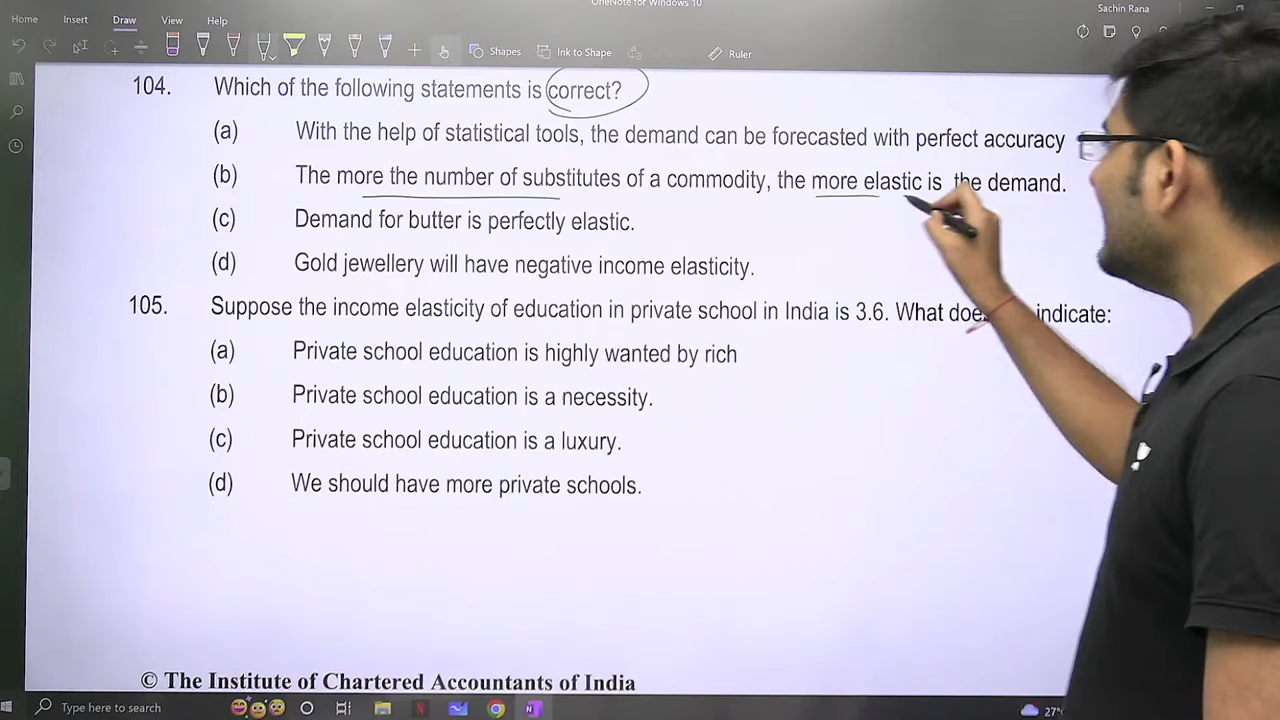 OneNote for Windows 10
Sachin Rana
Home Insert Draw View Help
Shapes Ink to Shape Ruler
104. Which of the following statements is correct?
(a) With the help of statistical tools, the demand can be forecasted with perfect accuracy
(b) The more the number of substitutes of a commodity, the more elastic is the demand.
(c) Demand for butter is perfectly elastic.
(d) Gold jewellery will have negative income elasticity.
105. Suppose the income elasticity of education in private school in India is 3.6. What indicate:
(a) Private school education is highly wanted by rich
(b) Private school education is a necessity.
(c) Private school education is a luxury.
(d) We should have more private schools.
© The Institute of Chartered Accountants of India
Type here to search
27°